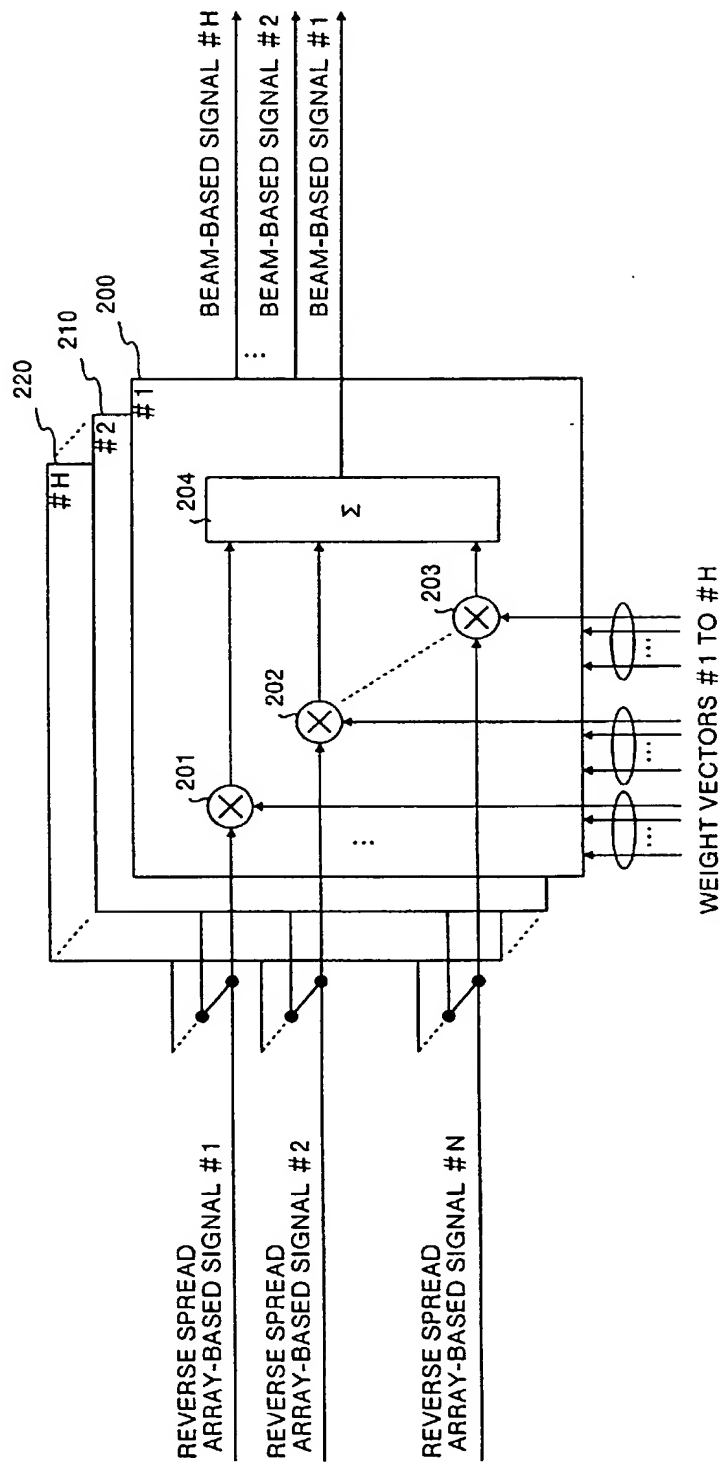 BEAM-BASED SIGNAL #H
...
BEAM-BASED SIGNAL #2
BEAM-BASED SIGNAL #1
220
#H
210
#2
200
#1
204
Σ
201
202
203
...
REVERSE SPREAD
ARRAY-BASED SIGNAL #1
REVERSE SPREAD
ARRAY-BASED SIGNAL #2
REVERSE SPREAD
ARRAY-BASED SIGNAL #N
...
...
...
WEIGHT VECTORS #1 TO #H